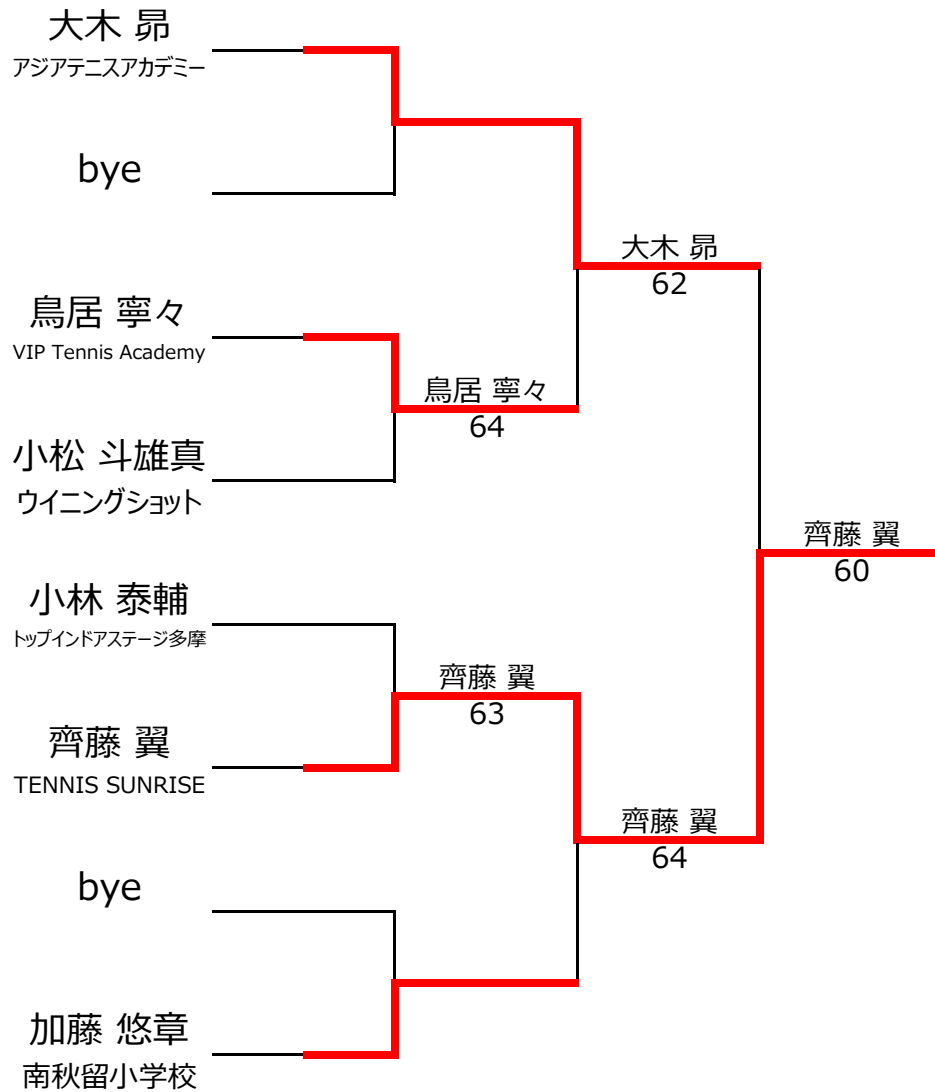 大木 昴
アジアテニスアカデミー
bye
鳥居 寧々
VIP Tennis Academy
小松 斗雄真
ウイニングショット
小林 泰輔
トップインドアステージ多摩
齊藤 翼
TENNIS SUNRISE
bye
加藤 悠章
南秋留小学校
鳥居 寧々
64
齊藤 翼
63
大木 昴
62
齊藤 翼
64
齊藤 翼
60